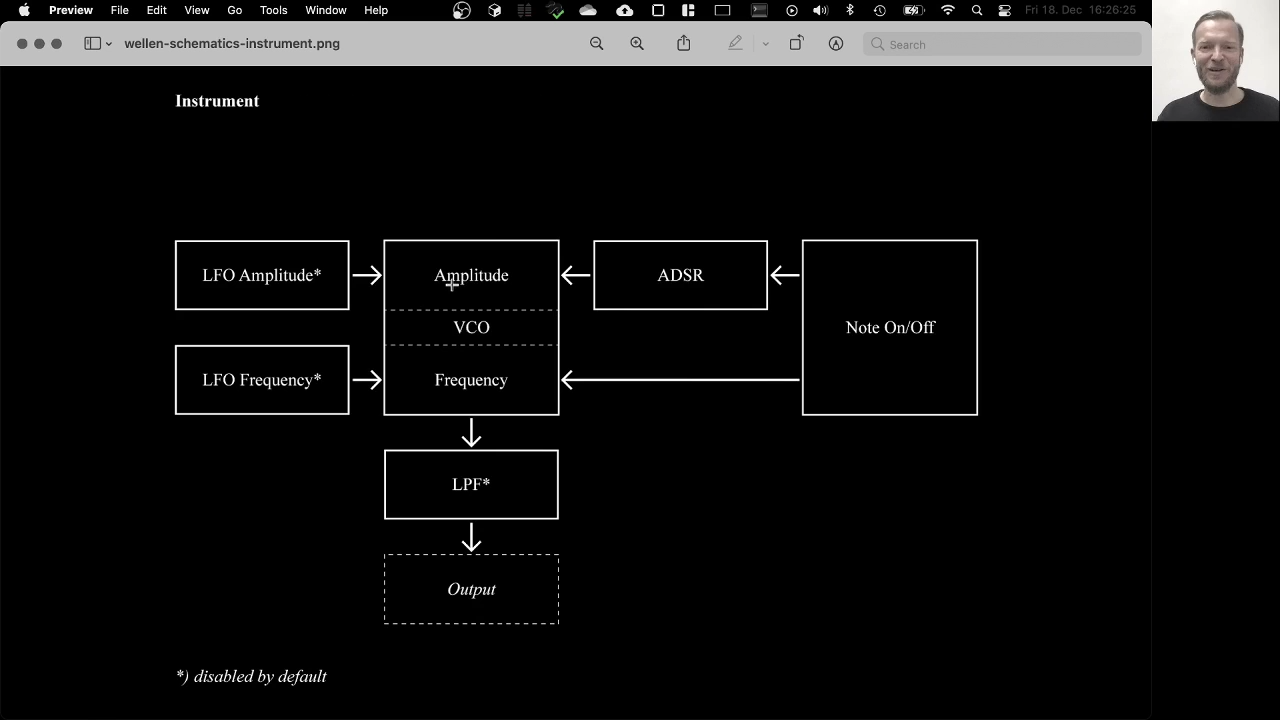 Preview File Edit View Go Tools Window Help Fri 18. Dec 16:26:25
wellen-schematics-instrument.png Search
Instrument
LFO Amplitude* Amplitude ADSR
VCO Note On/Off
LFO Frequency* Frequency
LPF*
Output
*) disabled by default